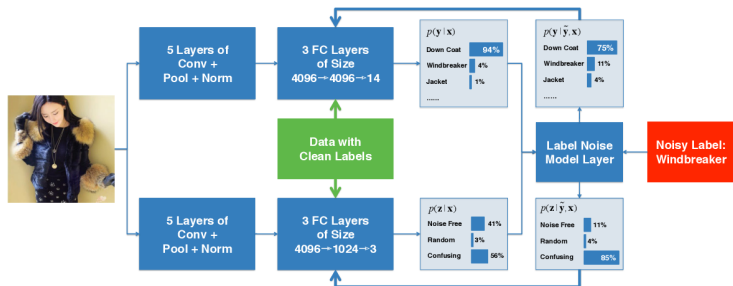 5 Layers of
Conv +
Pool + Norm
3 FC Layers
of Size
4096→4096→14
p(y | x)
Down Coat 94%
Windbreaker 4%
Jacket 1%
......
p(y | ỹ, x)
Down Coat 75%
Windbreaker 11%
Jacket 4%
......
Data with
Clean Labels
Label Noise
Model Layer
Noisy Label:
Windbreaker
5 Layers of
Conv +
Pool + Norm
3 FC Layers
of Size
4096→1024→3
p(z | x)
Noise Free 41%
Random 3%
Confusing 56%
p(z | ỹ, x)
Noise Free 11%
Random 4%
Confusing 85%